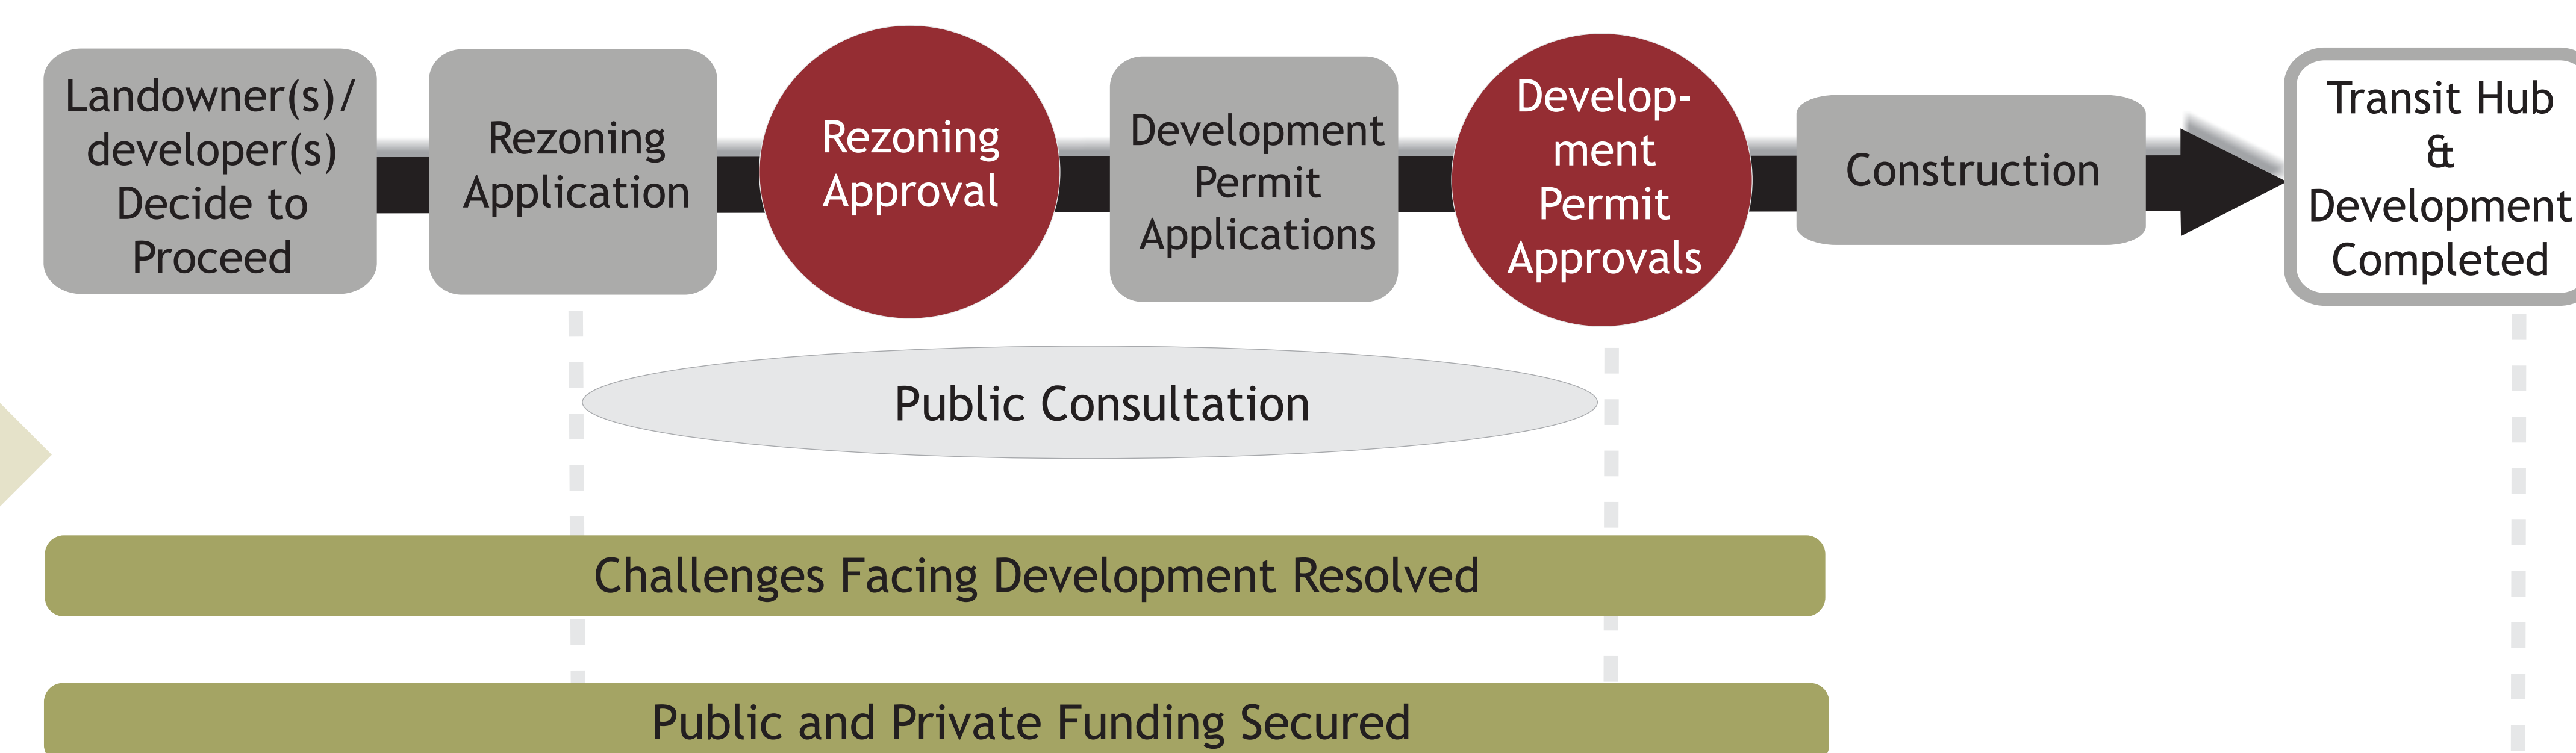 Landowner(s)/
developer(s)
Decide to
Proceed
Rezoning
Application
Rezoning
Approval
Development
Permit
Applications
Develop-
ment
Permit
Approvals
Construction
Transit Hub
&
Development
Completed
Public Consultation
Challenges Facing Development Resolved
Public and Private Funding Secured